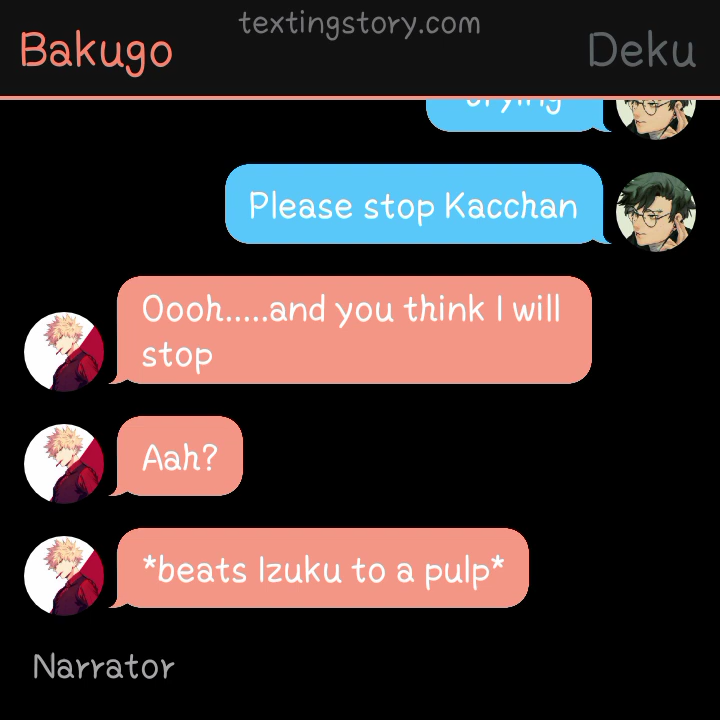 textingstory.com
Bakugo
Deku
crying
Please stop Kacchan
Oooh.....and you think I will
stop
Aah?
*beats Izuku to a pulp*
Narrator